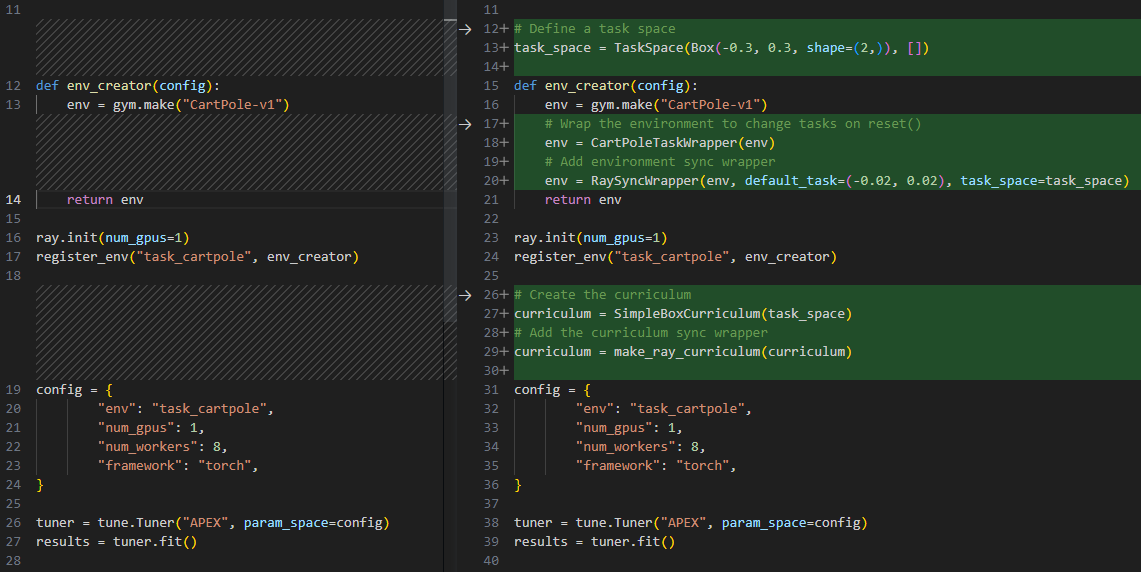 11
12 def env_creator(config):
13     env = gym.make("CartPole-v1")
14     return env
15
16 ray.init(num_gpus=1)
17 register_env("task_cartpole", env_creator)
18
19 config = {
20         "env": "task_cartpole",
21         "num_gpus": 1,
22         "num_workers": 8,
23         "framework": "torch",
24 }
25
26 tuner = tune.Tuner("APEX", param_space=config)
27 results = tuner.fit()
28
11
→ 12+ # Define a task space
13+ task_space = TaskSpace(Box(-0.3, 0.3, shape=(2,)), [])
14+
15 def env_creator(config):
16     env = gym.make("CartPole-v1")
→ 17+     # Wrap the environment to change tasks on reset()
18+     env = CartPoleTaskWrapper(env)
19+     # Add environment sync wrapper
20+     env = RaySyncWrapper(env, default_task=(-0.02, 0.02), task_space=task_space)
21     return env
22
23 ray.init(num_gpus=1)
24 register_env("task_cartpole", env_creator)
25
→ 26+ # Create the curriculum
27+ curriculum = SimpleBoxCurriculum(task_space)
28+ # Add the curriculum sync wrapper
29+ curriculum = make_ray_curriculum(curriculum)
30+
31 config = {
32         "env": "task_cartpole",
33         "num_gpus": 1,
34         "num_workers": 8,
35         "framework": "torch",
36 }
37
38 tuner = tune.Tuner("APEX", param_space=config)
39 results = tuner.fit()
40